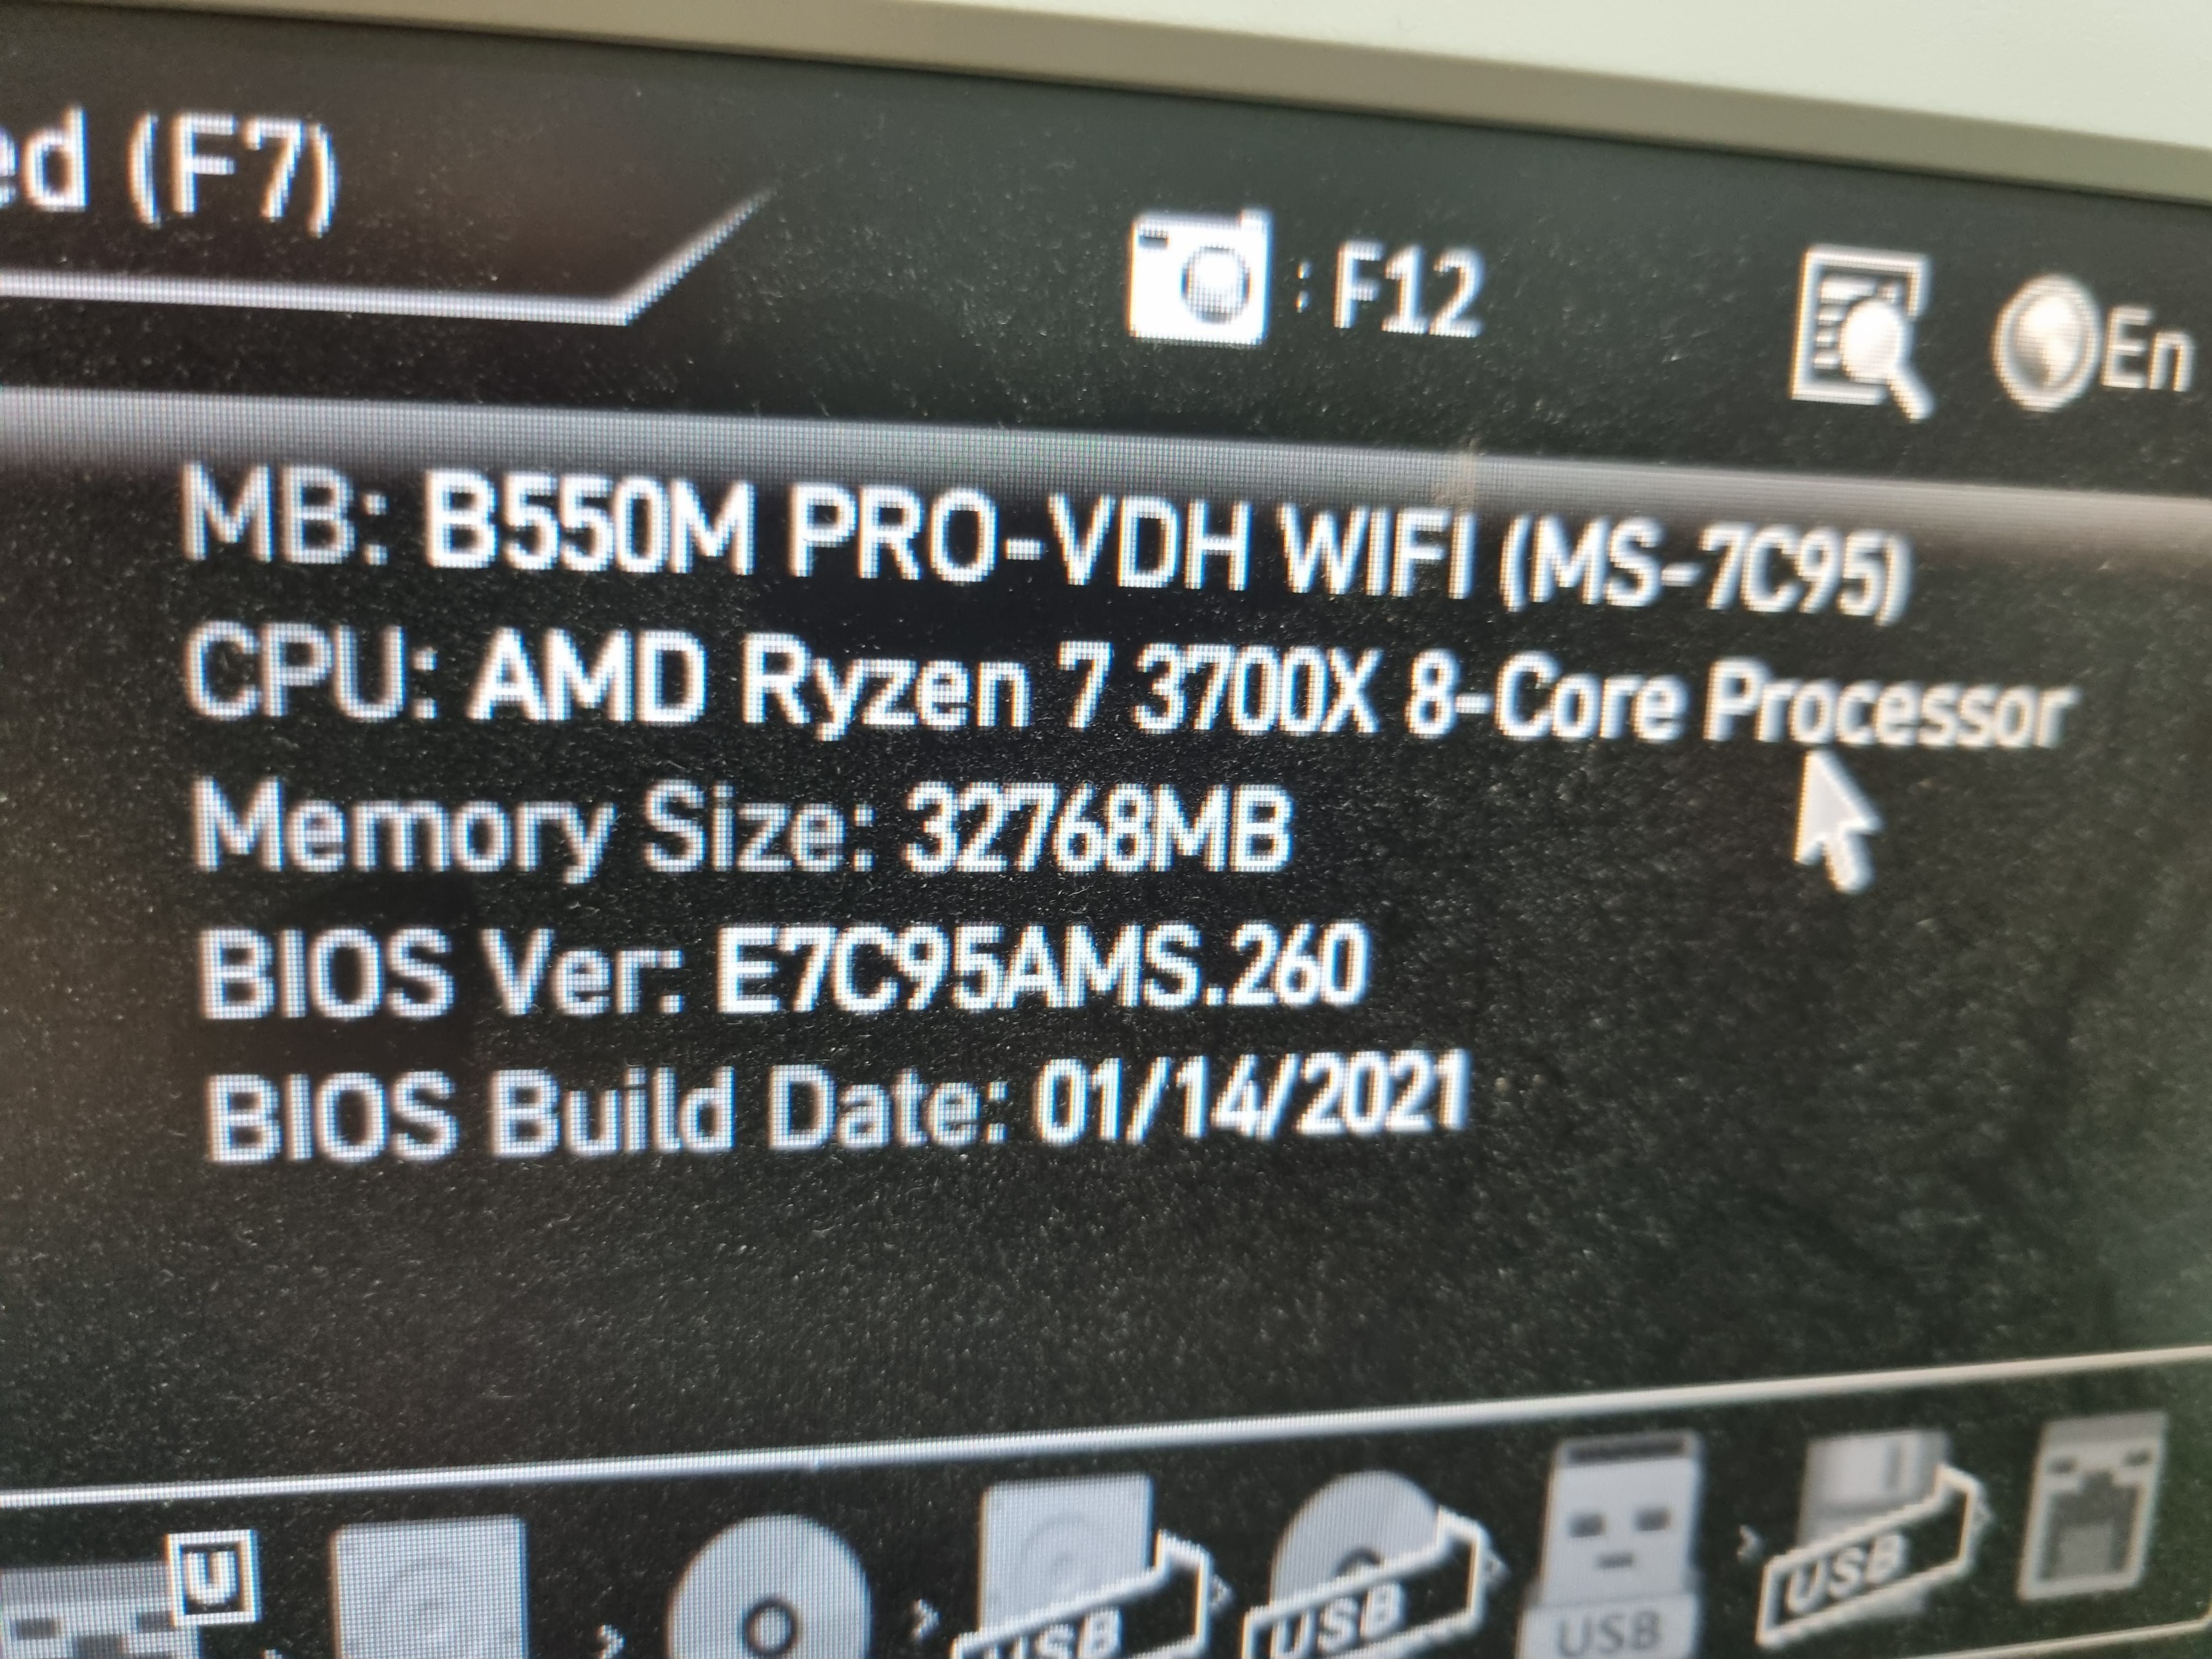 ed (F7)
: F12
En
MB: B550M PRO-VDH WIFI (MS-7C95)
CPU: AMD Ryzen 7 3700X 8-Core Processor
Memory Size: 32768MB
BIOS Ver: E7C95AMS.260
BIOS Build Date: 01/14/2021
U
USB
USB
USB
USB